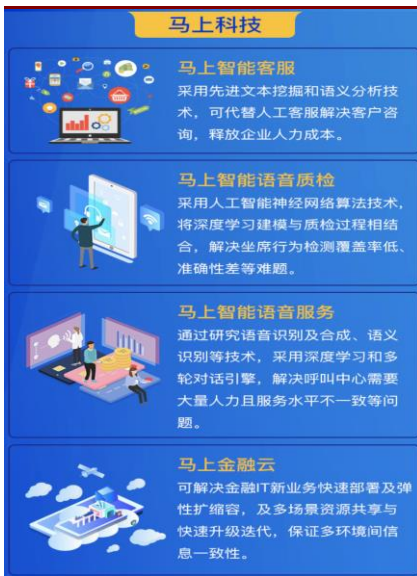 马上科技
马上智能客服
采用先进文本挖掘和语义分析技
术，可代替人工客服解决客户咨
询，释放企业人力成本。
马上智能语音质检
采用人工智能神经网络算法技术，
将深度学习建模与质检过程相结
合，解决坐席行为检测覆盖率低、
准确性差等难题。
马上智能语音服务
通过研究语音识别及合成、语义
识别等技术，采用深度学习和多
轮对话引擎，解决呼叫中心需要
大量人力且服务水平不一致等问
题。
马上金融云
可解决金融IT新业务快速部署及弹
性扩缩容，及多场景资源共享与
快速升级迭代，保证多环境间信
息一致性。